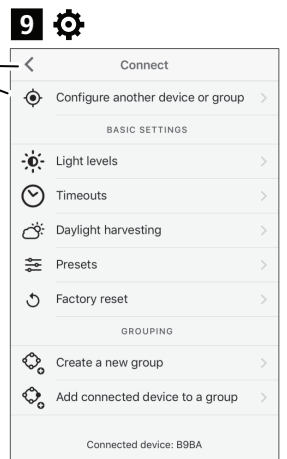 9
Connect
Configure another device or group
BASIC SETTINGS
Light levels
Timeouts
Daylight harvesting
Presets
Factory reset
GROUPING
Create a new group
Add connected device to a group
Connected device: B9BA